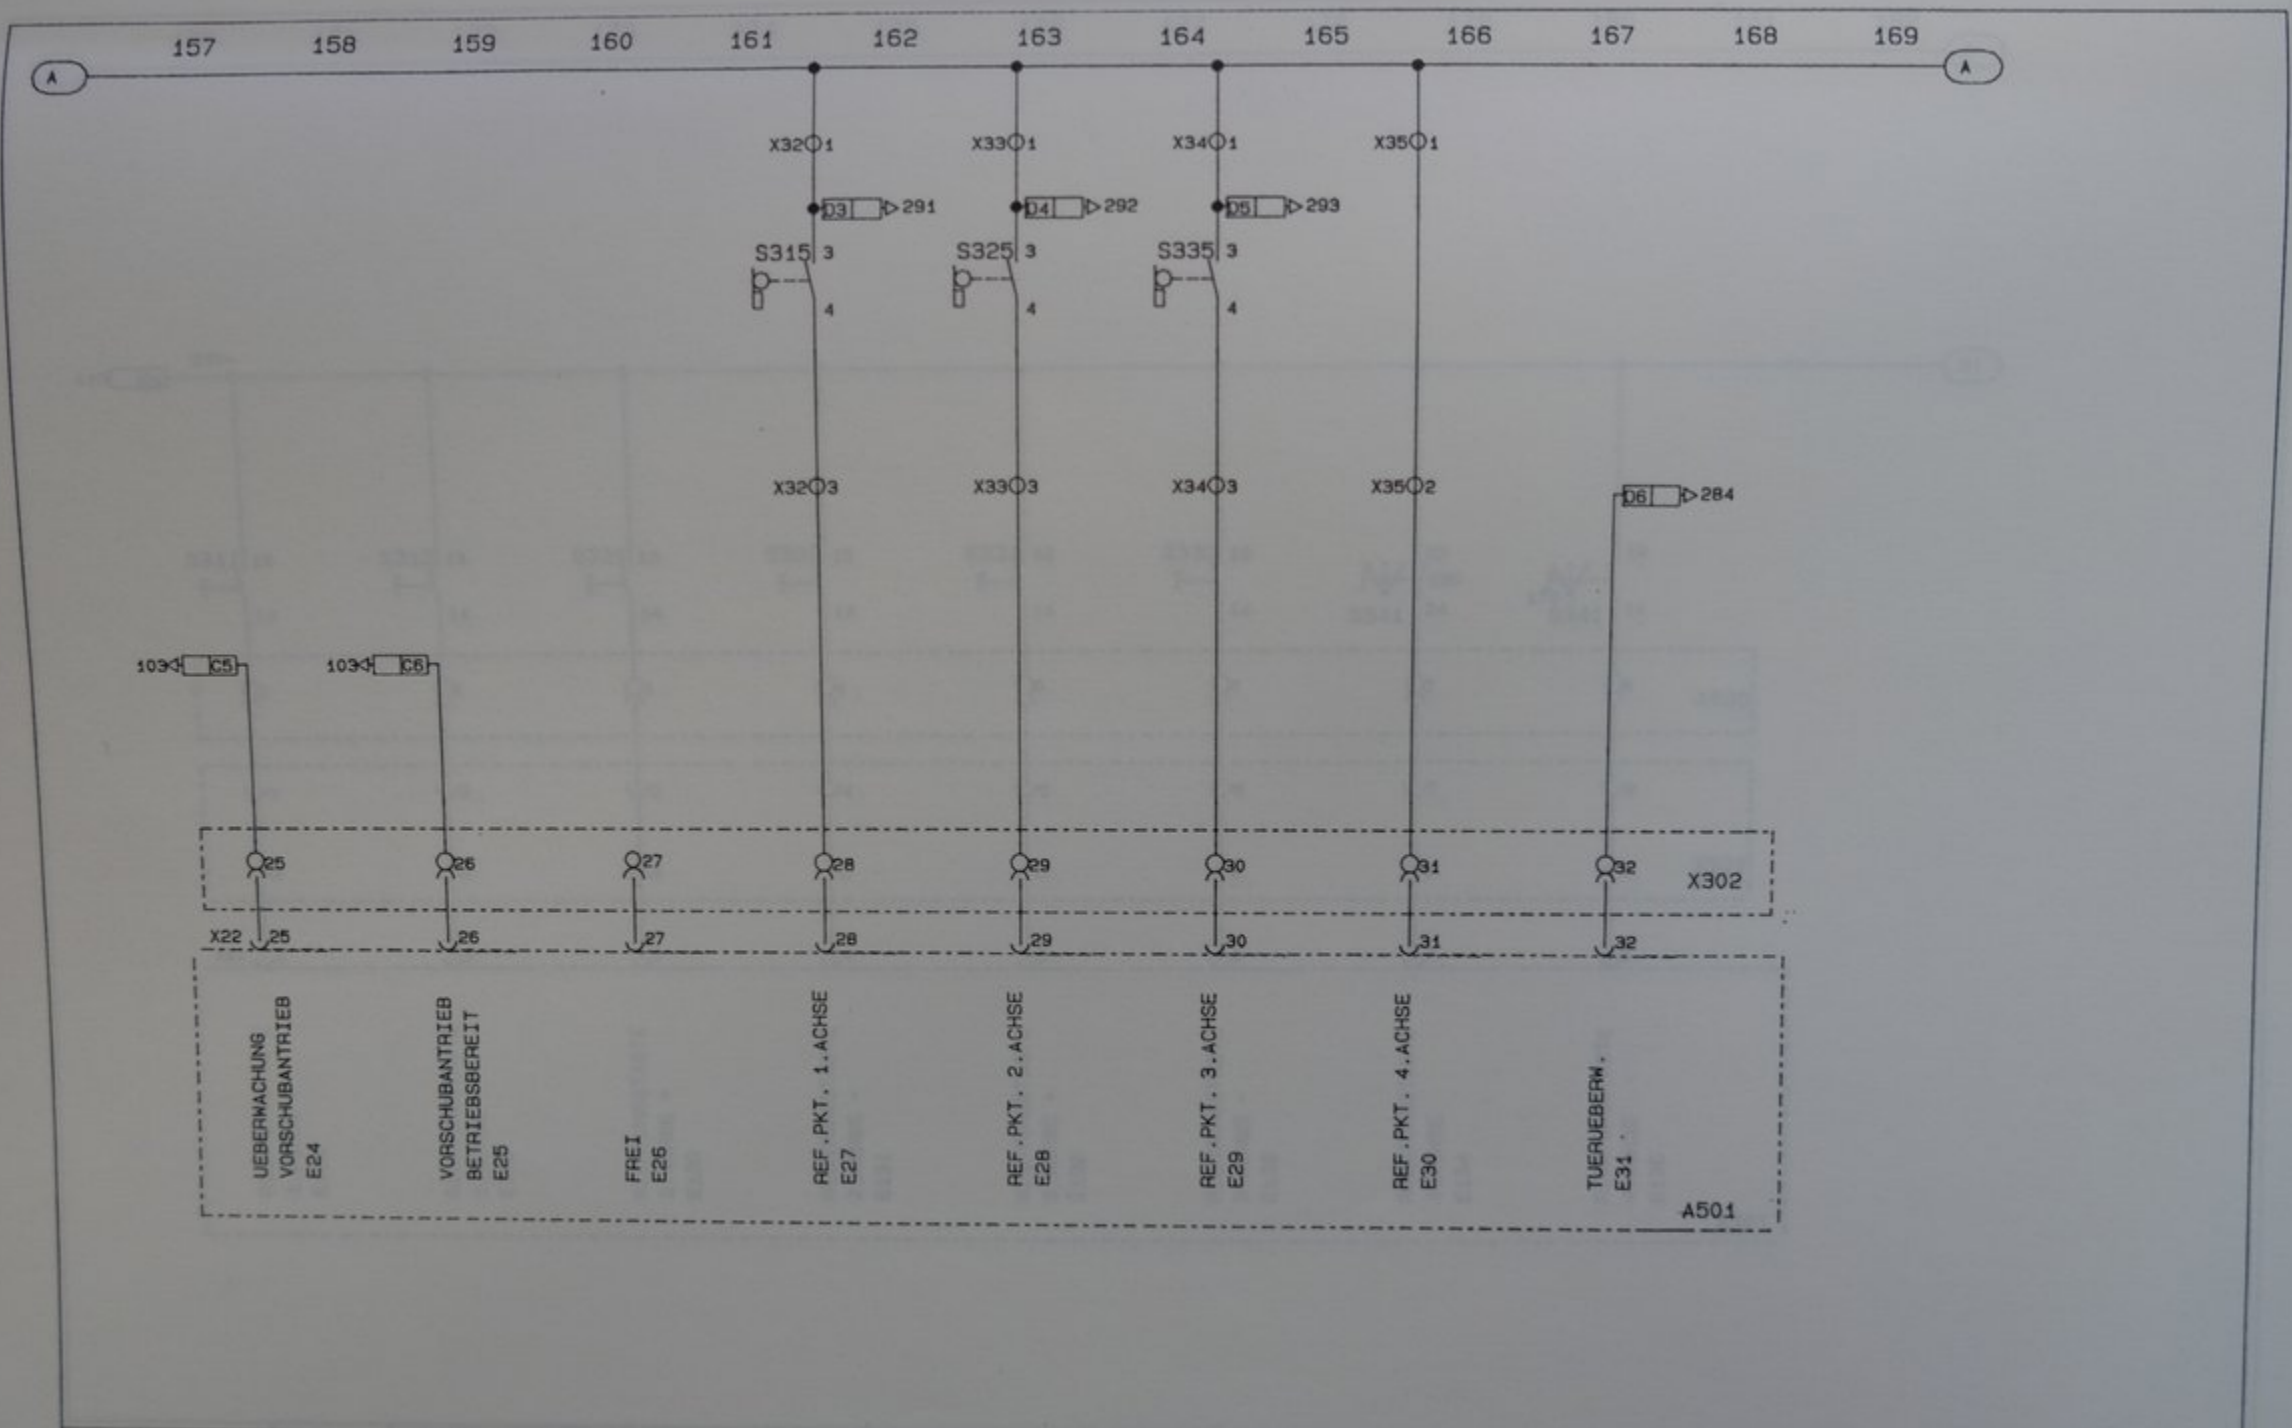 157 158 159 160 161 162 163 164 165 166 167 168 169
A A
X32 1 X33 1 X34 1 X35 1
D3 291 D4 292 D5 293
S315 3 S325 3 S335 3
4 4 4
X32 3 X33 3 X34 3 X35 2
D6 284
103 C5 103 C6
25 26 27 28 29 30 31 32
X302
X22 25 26 27 28 29 30 31 32
UEBERWACHUNG
VORSCHUBANTRIEB
E24
VORSCHUBANTRIEB
BETRIEBSBEREIT
E25
FREI
E26
REF.PKT. 1.ACHSE
E27
REF.PKT. 2.ACHSE
E28
REF.PKT. 3.ACHSE
E29
REF.PKT. 4.ACHSE
E30
TUERUEBERW.
E31
A501